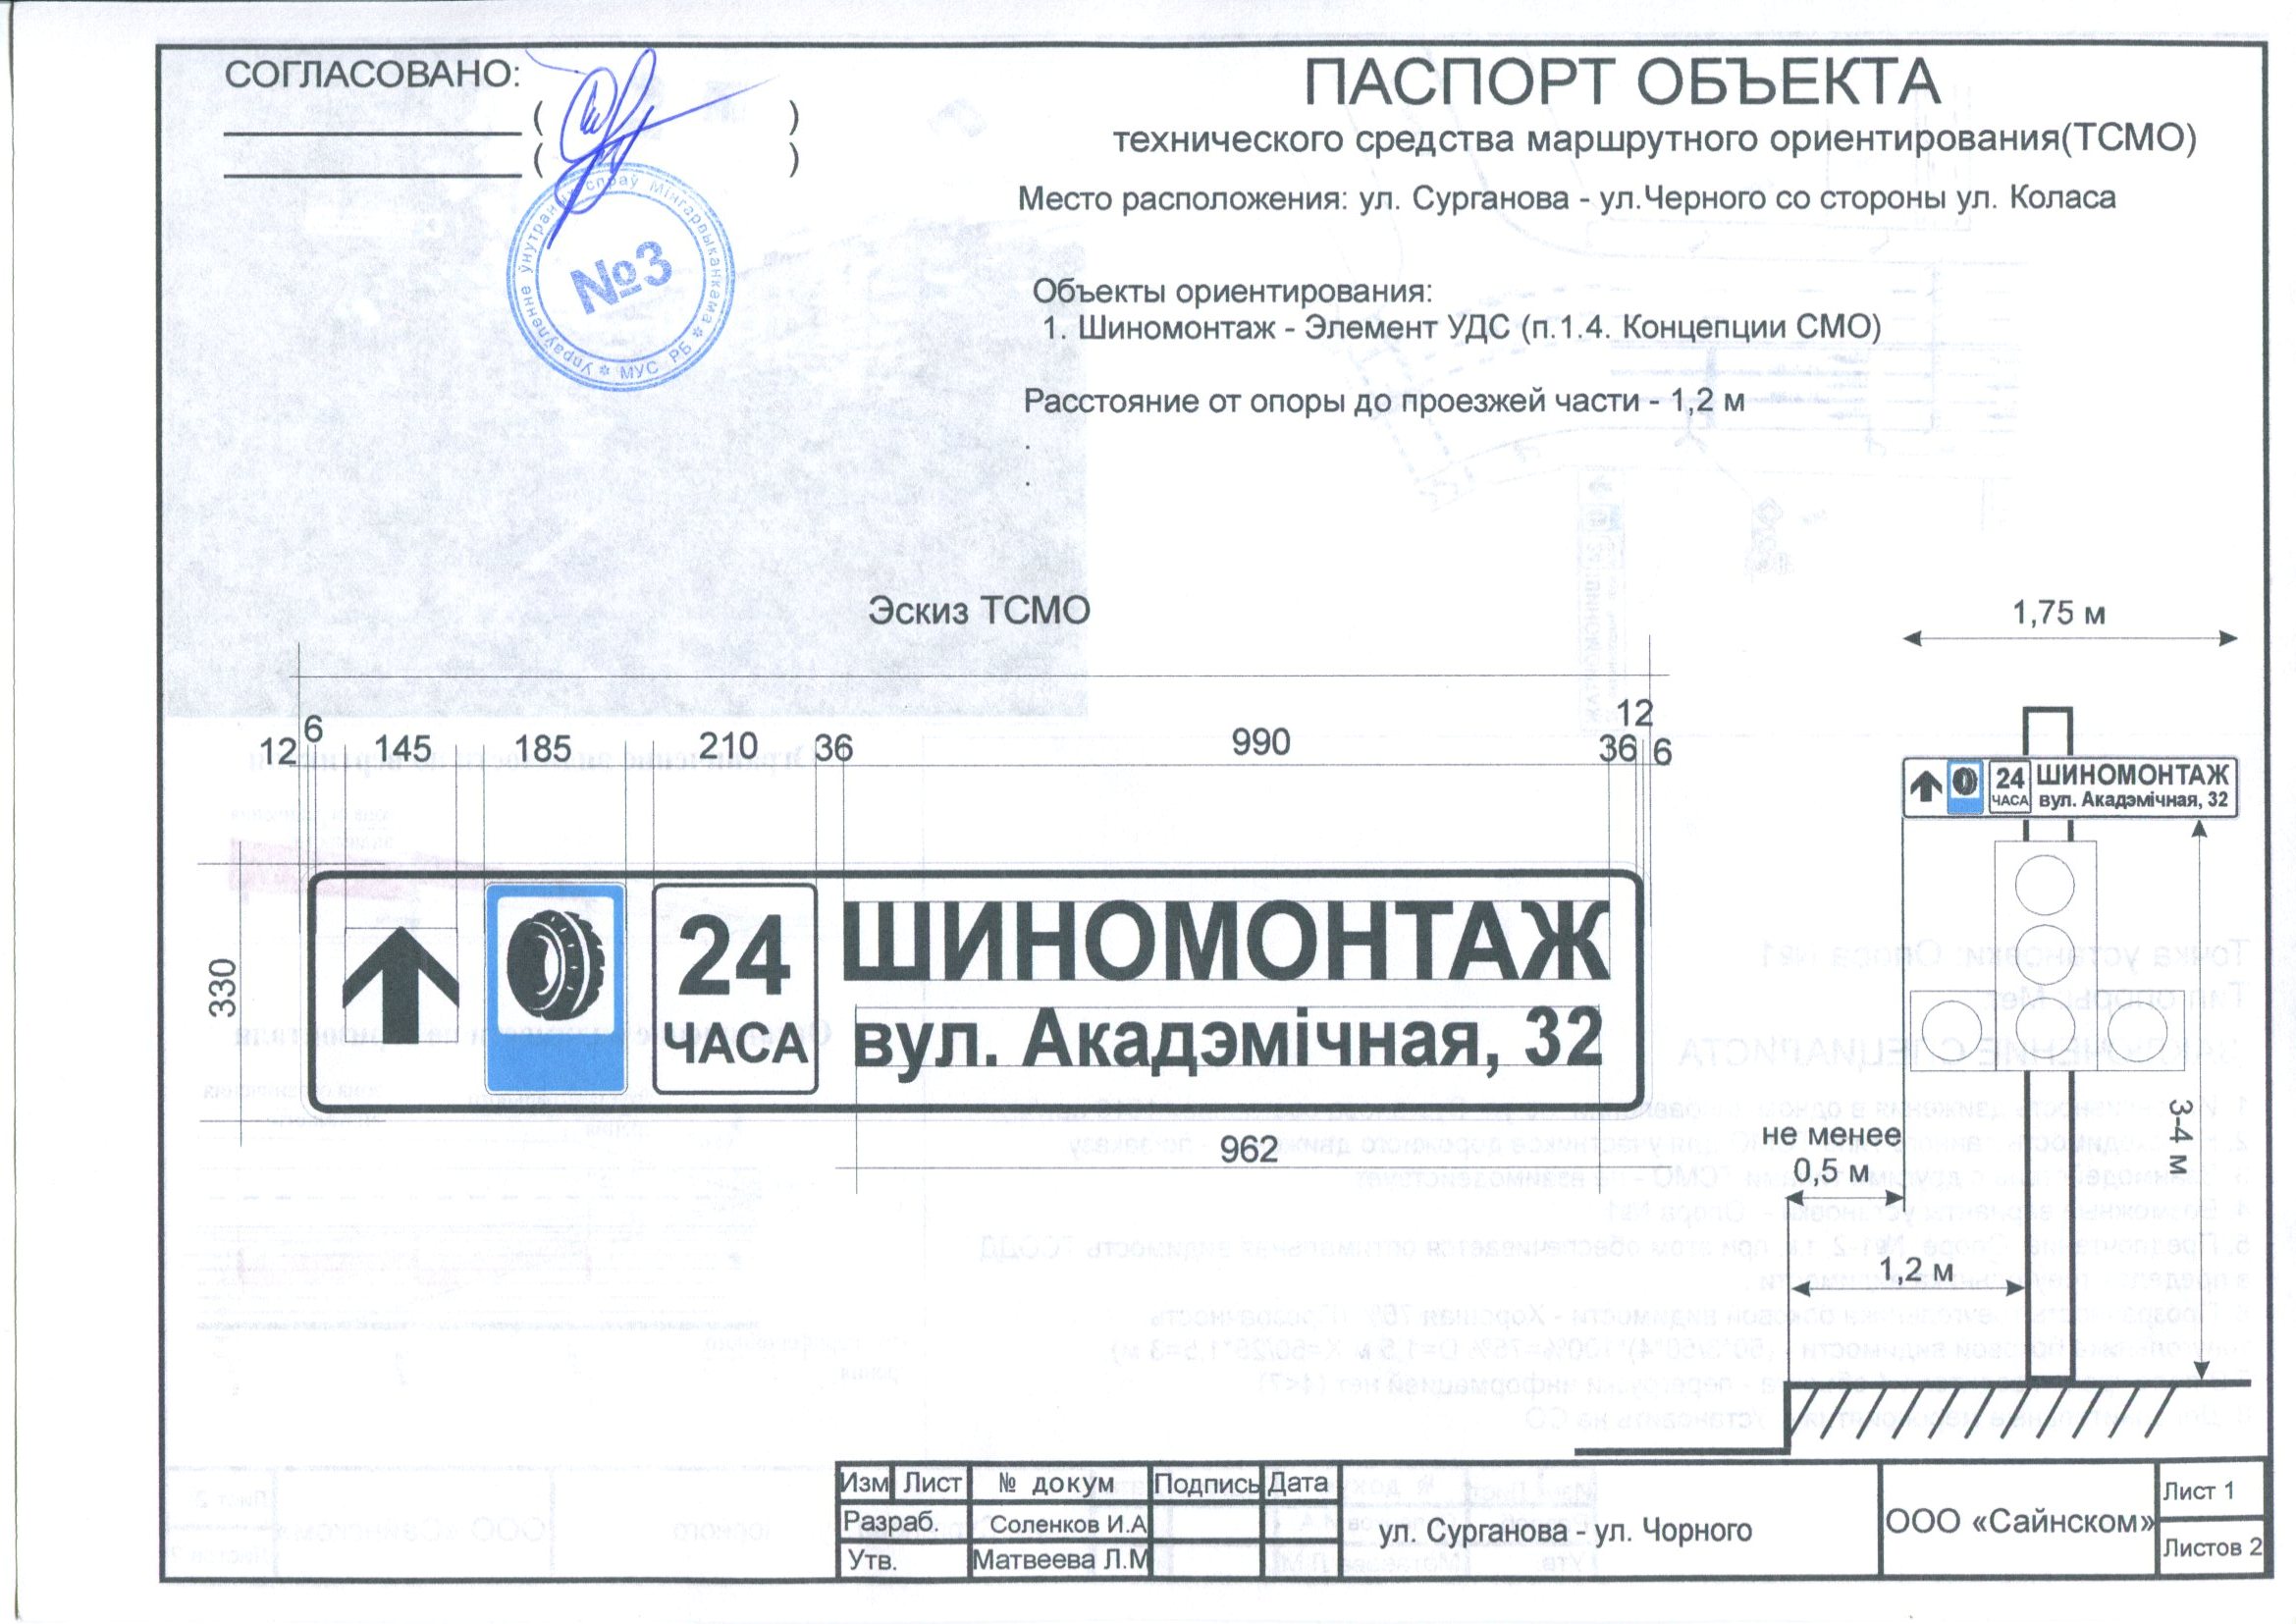 СОГЛАСОВАНО:
( )
( )
Упраўленне ўнутраных спраў Мінгарвыканкама
МУС РБ
№3
ПАСПОРТ ОБЪЕКТА
технического средства маршрутного ориентирования(ТСМО)
Место расположения: ул. Сурганова - ул.Черного со стороны ул. Коласа
Объекты ориентирования:
1. Шиномонтаж - Элемент УДС (п.1.4. Концепции СМО)
Расстояние от опоры до проезжей части - 1,2 м
.
.
Эскиз ТСМО
12 6 145 185 210 36 990 36 12 6
330
24
ЧАСА
ШИНОМОНТАЖ
вул. Акадэмічная, 32
962
1,75 м
24
ЧАСА
ШИНОМОНТАЖ
вул. Акадэмічная, 32
3-4 м
не менее
0,5 м
1,2 м
Изм Лист № докум Подпись Дата
Разраб. Соленков И.А
Утв. Матвеева Л.М
ул. Сурганова - ул. Чорного
ООО «Сайнском»
Лист 1
Листов 2